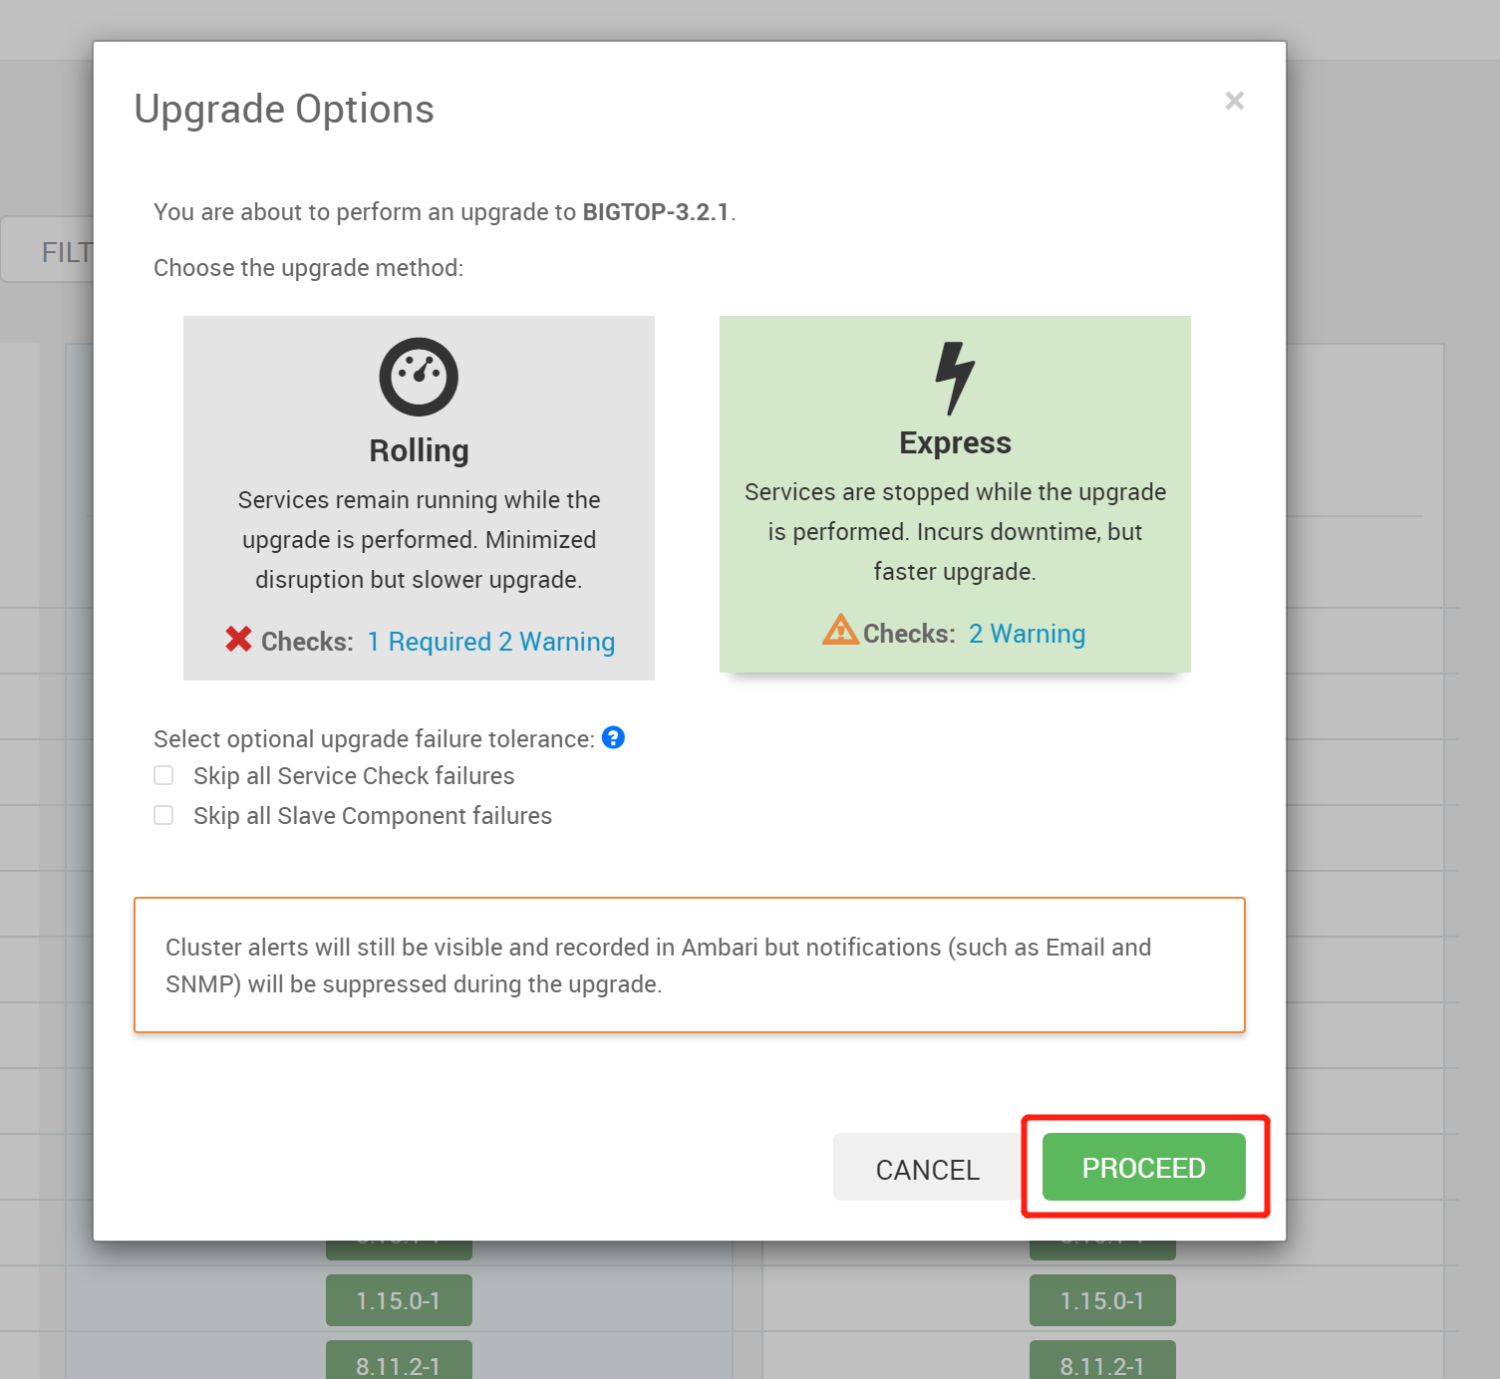 Upgrade Options
×
You are about to perform an upgrade to BIGTOP-3.2.1.
FILT
Choose the upgrade method:
Rolling
Services remain running while the
upgrade is performed. Minimized
disruption but slower upgrade.
Checks: 1 Required 2 Warning
Express
Services are stopped while the upgrade
is performed. Incurs downtime, but
faster upgrade.
Checks: 2 Warning
Select optional upgrade failure tolerance: ?
Skip all Service Check failures
Skip all Slave Component failures
Cluster alerts will still be visible and recorded in Ambari but notifications (such as Email and
SNMP) will be suppressed during the upgrade.
CANCEL
PROCEED
1.15.0-1
1.15.0-1
8.11.2-1
8.11.2-1